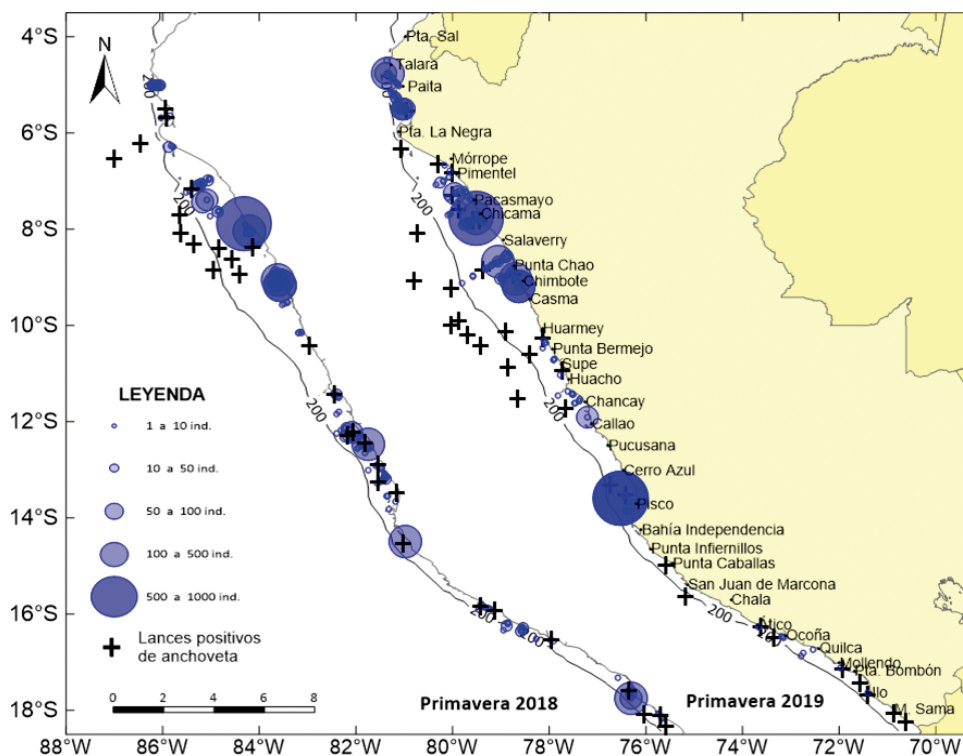 4°S
6°S
8°S
10°S
12°S
14°S
16°S
18°S
N
200
200
200
200
200
200
200
200
Pta. Sal
Talara
Paita
Pta. La Negra
Mórrope
Pimentel
Pacasmayo
Chicama
Salaverry
Punta Chao
Chimbote
Casma
Huarmey
Punta Bermejo
Supe
Huacho
Chancay
Callao
Pucusana
Cerro Azul
Pisco
Bahía Independencia
Punta Infiernillos
Punta Caballas
San Juan de Marcona
Chala
Atico
Ocoña
Quilca
Mollendo
Pta. Bombón
Ilo
M. Sama
LEYENDA
1 a 10 ind.
10 a 50 ind.
50 a 100 ind.
100 a 500 ind.
500 a 1000 ind.
Lances positivos
de anchoveta
0 2 4 6 8
Primavera 2018
Primavera 2019
88°W 86°W 84°W 82°W 80°W 78°W 76°W 74°W 72°W 70°W